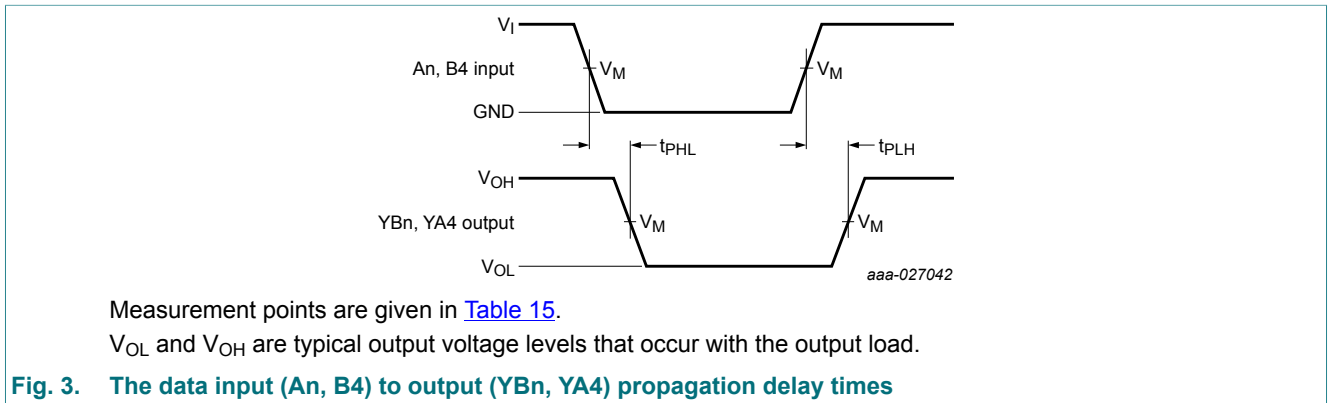 VI
An, B4 input
VM
VM
GND
tPHL
tPLH
VOH
YBn, YA4 output
VM
VM
VOL
aaa-027042
Measurement points are given in Table 15.
VOL and VOH are typical output voltage levels that occur with the output load.
Fig. 3. The data input (An, B4) to output (YBn, YA4) propagation delay times